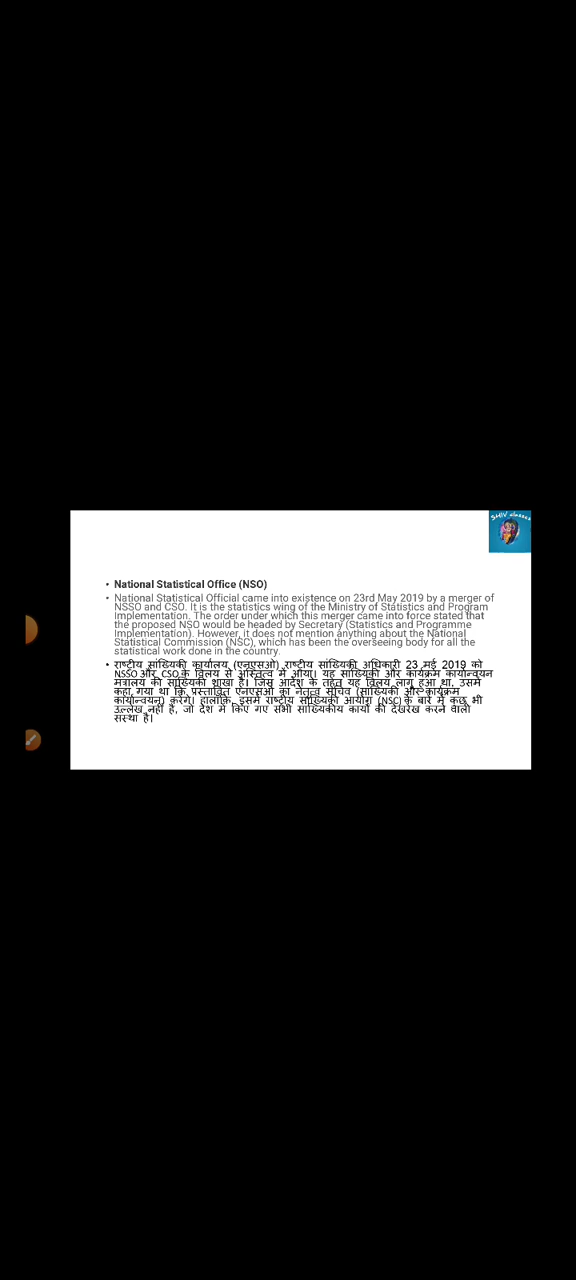 SHIV classes
• National Statistical Office (NSO)
• National Statistical Official came into existence on 23rd May 2019 by a merger of
NSSO and CSO. It is the statistics wing of the Ministry of Statistics and Program
Implementation. The order under which this merger came into force stated that
the proposed NSO would be headed by Secretary (Statistics and Programme
Implementation). However, it does not mention anything about the National
Statistical Commission (NSC), which has been the overseeing body for all the
statistical work done in the country.
• राष्ट्रीय सांख्यिकी कार्यालय (एनएसओ) राष्ट्रीय सांख्यिकी अधिकारी 23 मई 2019 को
NSSO और CSO के विलय से अस्तित्व में आया। यह सांख्यिकी और कार्यक्रम कार्यान्वयन
मंत्रालय की सांख्यिकी शाखा है। जिस आदेश के तहत यह विलय लागू हुआ था, उसमें
कहा गया था कि प्रस्तावित एनएसओ का नेतृत्व सचिव (सांख्यिकी और कार्यक्रम
कार्यान्वयन) करेंगे। हालाँकि, इसमें राष्ट्रीय सांख्यिकी आयोग (NSC) के बारे में कुछ भी
उल्लेख नहीं है, जो देश में किए गए सभी सांख्यिकीय कार्यों की देखरेख करने वाली
संस्था है।